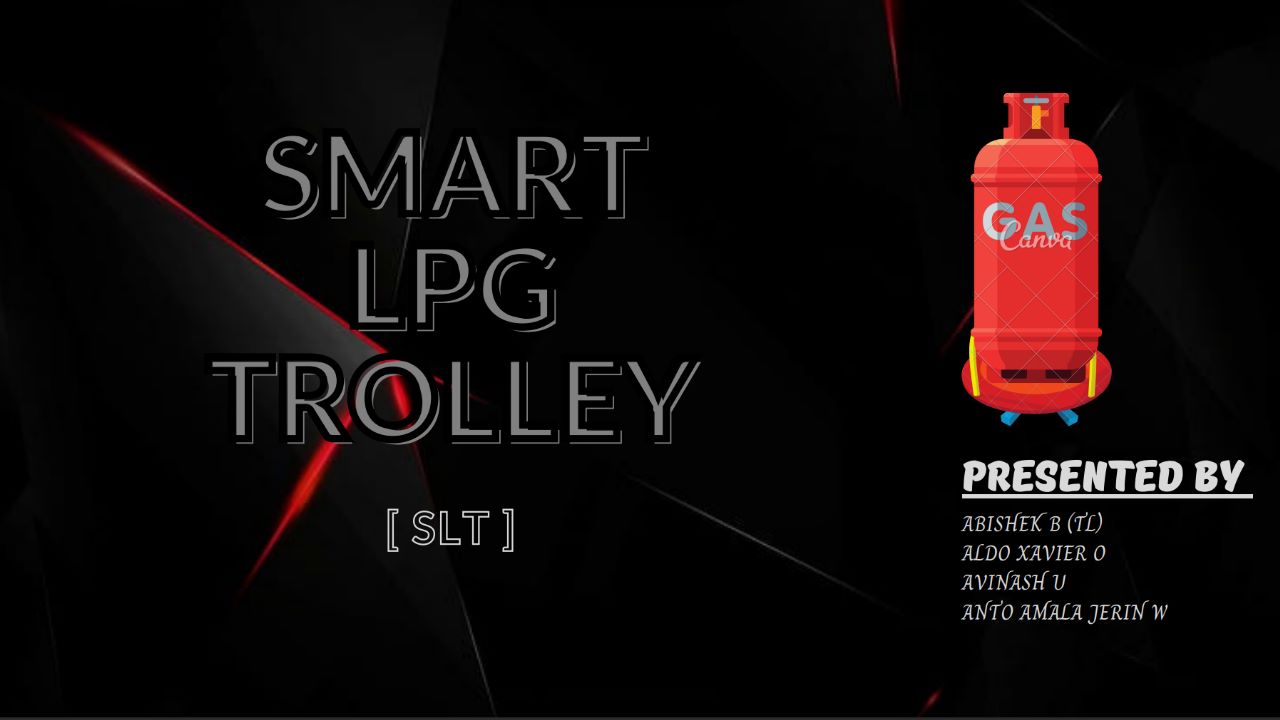 SMART
LPG
TROLLEY
[ SLT ]
GAS
Canva
PRESENTED BY
ABISHEK B (TL)
ALDO XAVIER O
AVINASH U
ANTO AMALA JERIN W